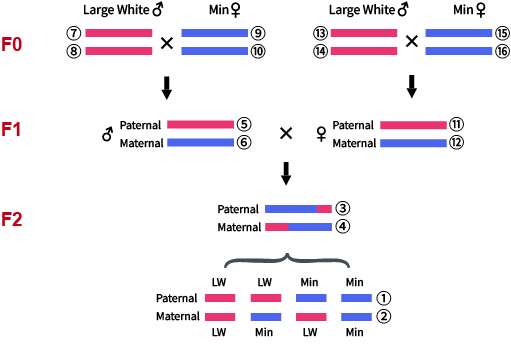 Large White ♂ Min ♀ Large White ♂ Min ♀
F0
⑦ × ⑨ ⑬ × ⑮
⑧ ⑩ ⑭ ⑯
F1
♂ Paternal ⑤ × ♀ Paternal ⑪
Maternal ⑥ Maternal ⑫
F2
Paternal ③
Maternal ④
LW LW Min Min
Paternal ①
Maternal ②
LW Min LW Min